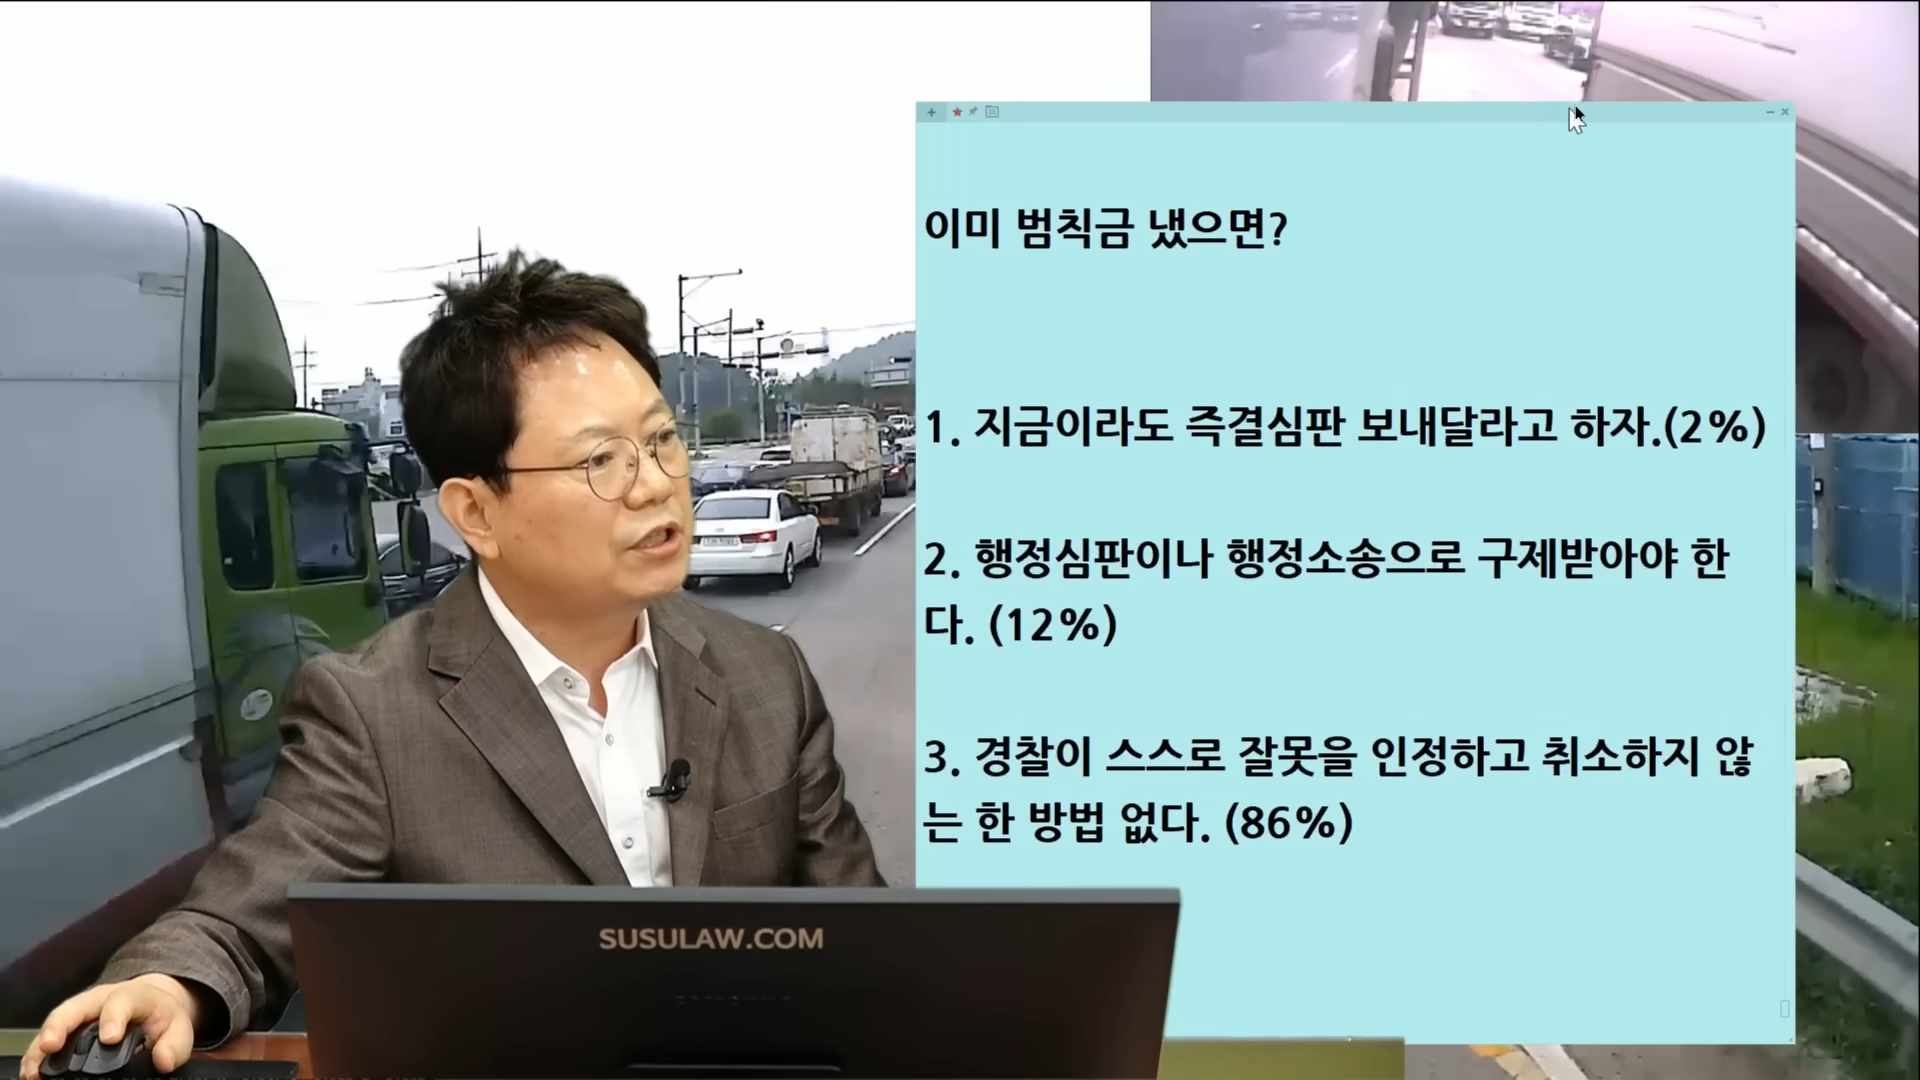 이미 범칙금 냈으면?
1. 지금이라도 즉결심판 보내달라고 하자.(2%)
2. 행정심판이나 행정소송으로 구제받아야 한
다. (12%)
3. 경찰이 스스로 잘못을 인정하고 취소하지 않
는 한 방법 없다. (86%)
SUSULAW.COM